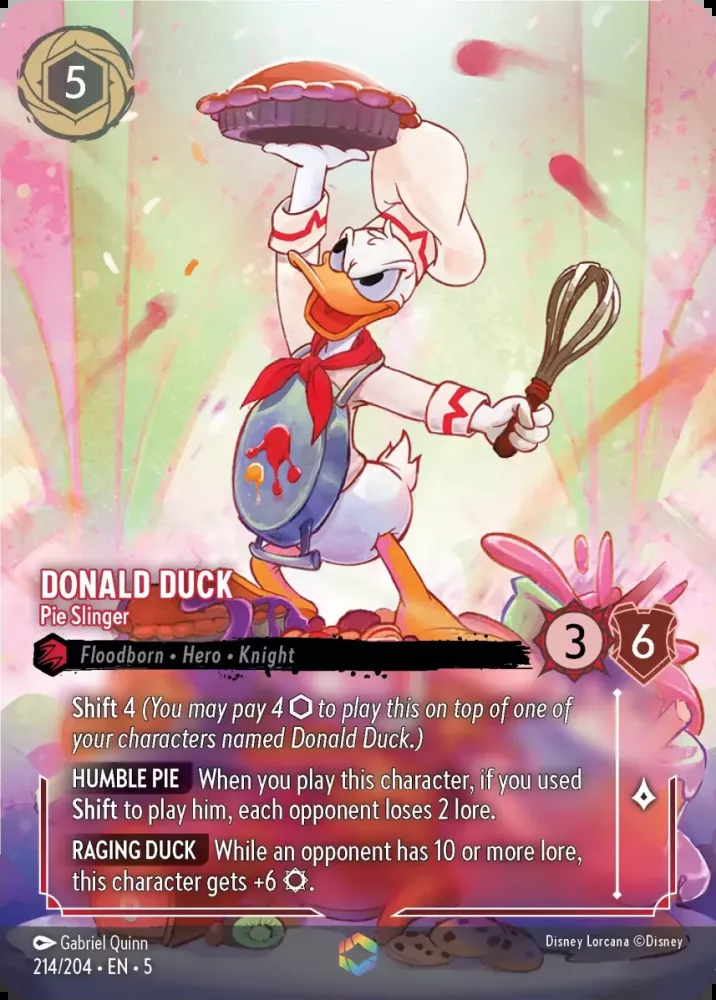 5
DONALD DUCK
Pie Slinger
Floodborn • Hero • Knight
3
6
Shift 4 (You may pay 4 ⬡ to play this on top of one of
your characters named Donald Duck.)
HUMBLE PIE When you play this character, if you used
Shift to play him, each opponent loses 2 lore.
RAGING DUCK While an opponent has 10 or more lore,
this character gets +6 ¤.
Gabriel Quinn
Disney Lorcana ©Disney
214/204 • EN • 5